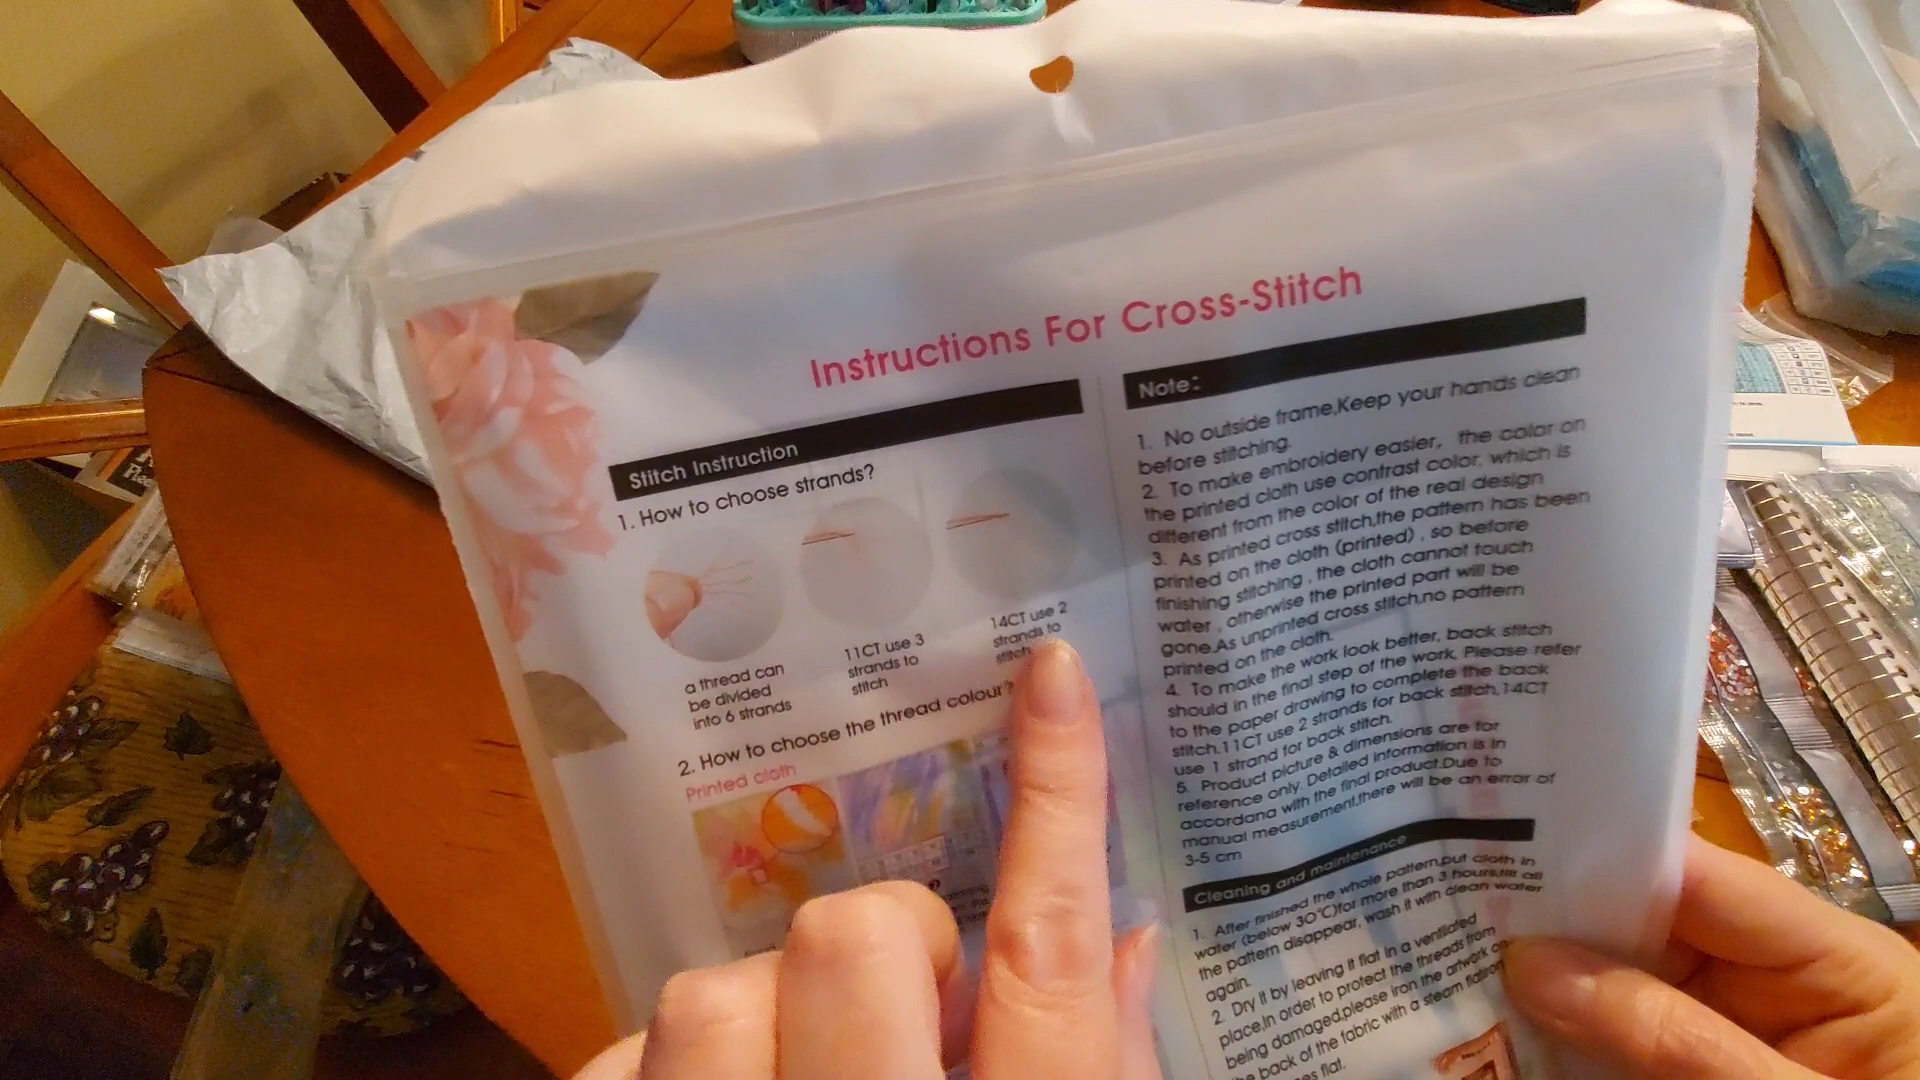 Instructions For Cross-Stitch
Stitch Instruction
1. How to choose strands?
a thread can
be divided
into 6 strands
11CT use 3
strands to
stitch
14CT use 2
strands to
stitch
2. How to choose the thread colour?
Printed cloth
Note:
1. No outside frame,Keep your hands clean
before stitching.
2. To make embroidery easier, the color on
the printed cloth use contrast color, which is
different from the color of the real design
3. As printed cross stitch,the pattern has been
printed on the cloth (printed) , so before
finishing stitching , the cloth cannot touch
water , otherwise the printed part will be
gone.As unprinted cross stitch,no pattern
printed on the cloth.
4. To make the work look better, back stitch
should in the final step of the work. Please refer
to the paper drawing to complete the back
stitch.11CT use 2 strands for back stitch,14CT
use 1 strand for back stitch.
5. Product picture & dimensions are for
reference only. Detailed information is in
accordana with the final product.Due to
manual measurement,there will be an error of
3-5 cm
Cleaning and maintenance
1. After finished the whole pattern,put cloth in
water (below 30°C)for more than 3 hours,till all
the pattern disappear, wash it with clean water
again.
2. Dry it by leaving it flat in a ventilated
place,In order to protect the threads from
being damaged,please iron the artwork on
the back of the fabric with a steam flatiron
flat.